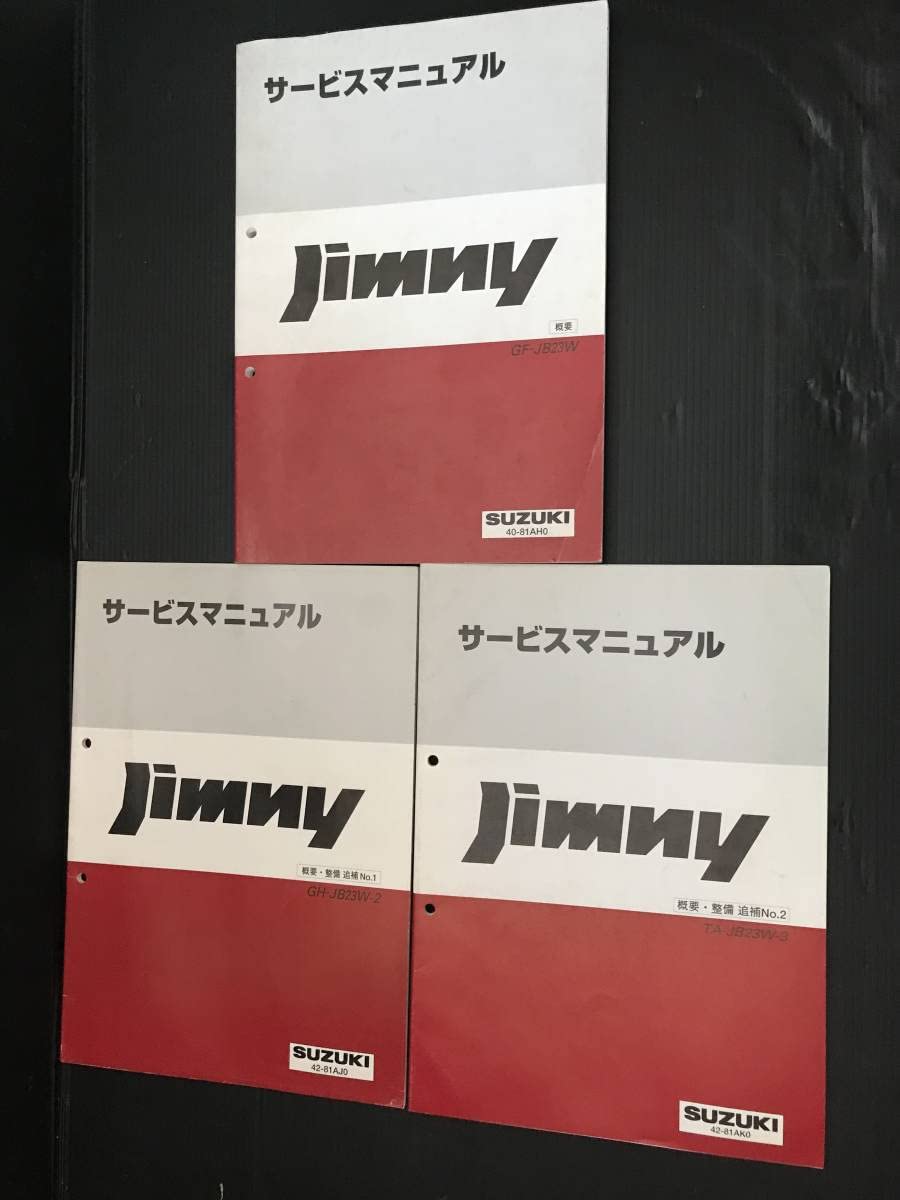 サービスマニュアル
Jimny
概要
GF-JB23W
SUZUKI
40-81AH0
サービスマニュアル
Jimny
概要・整備 追補No.1
GH-JB23W-2
SUZUKI
42-81AJ0
サービスマニュアル
Jimny
概要・整備 追補No.2
TA-JB23W-3
SUZUKI
42-81AK0